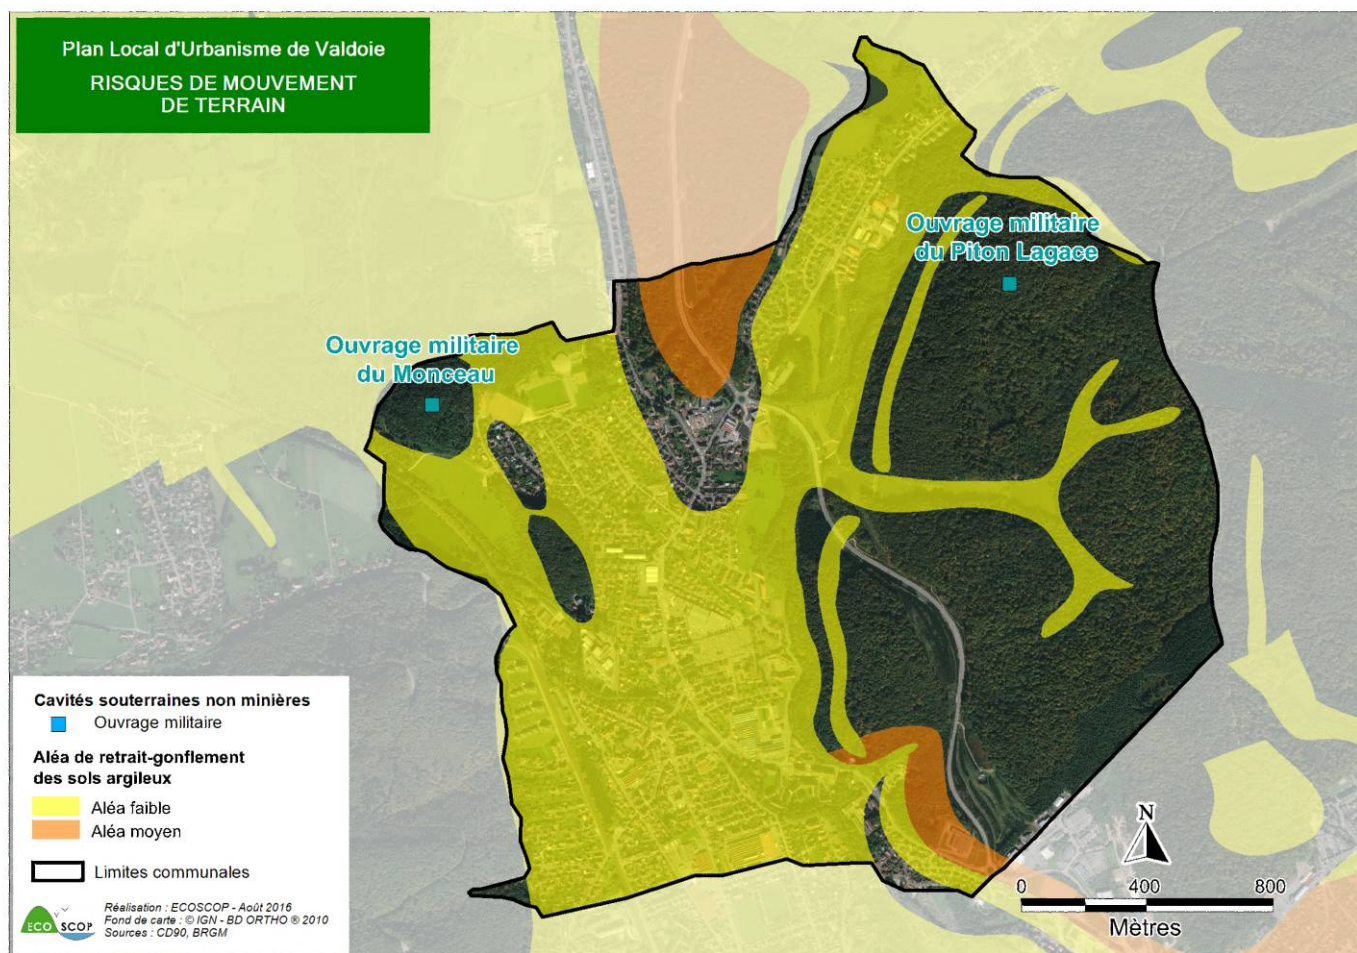 Plan Local d'Urbanisme de Valdoie
RISQUES DE MOUVEMENT
DE TERRAIN
Ouvrage militaire
du Piton Lagace
Ouvrage militaire
du Monceau
Cavités souterraines non minières
Ouvrage militaire
Aléa de retrait-gonflement
des sols argileux
Aléa faible
Aléa moyen
Limites communales
ECO SCOP
Réalisation : ECOSCOP - Août 2016
Fond de carte : © IGN - BD ORTHO ® 2010
Sources : CD90, BRGM
N
0 400 800
Mètres